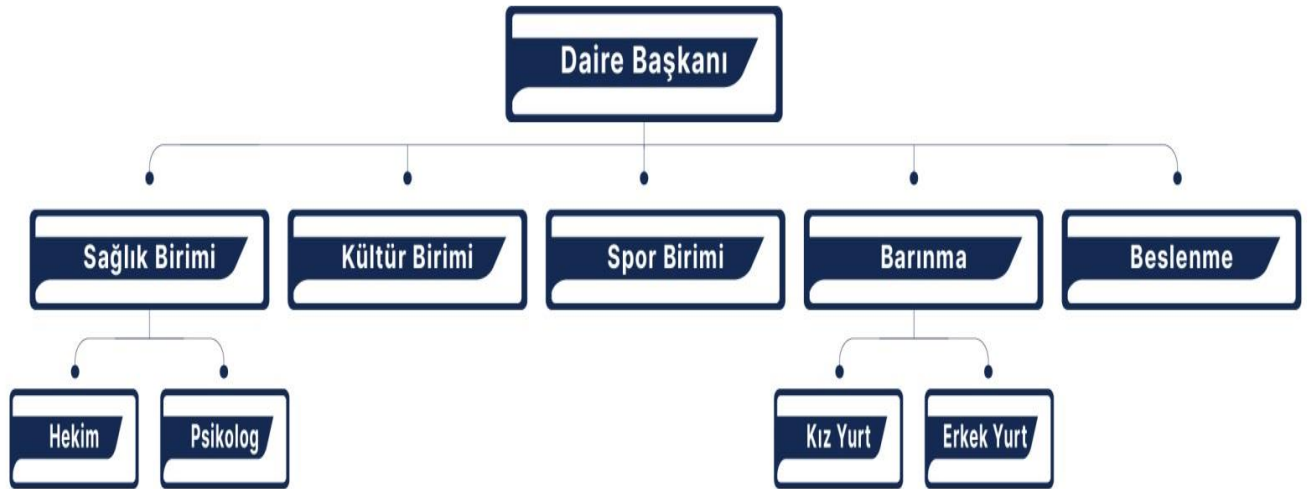 Daire Başkanı
Sağlık Birimi
Kültür Birimi
Spor Birimi
Barınma
Beslenme
Hekim
Psikolog
Kız Yurt
Erkek Yurt